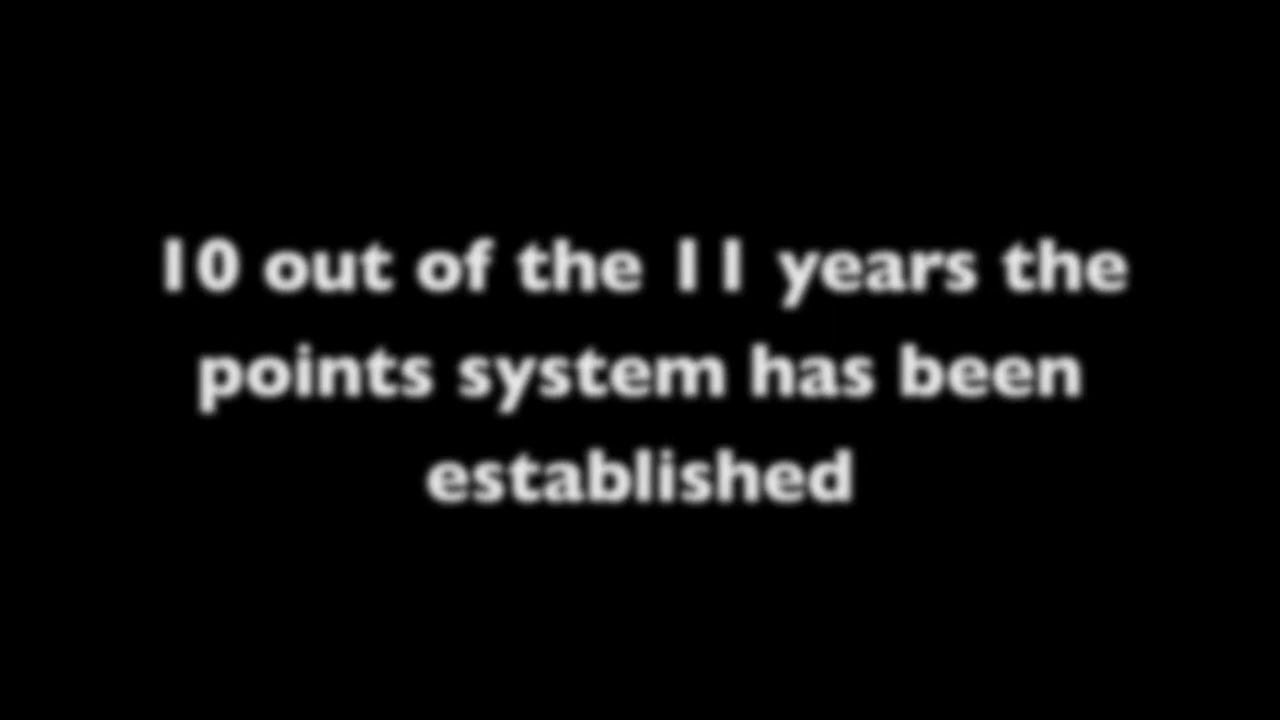 10 out of the 11 years the
points system has been
established